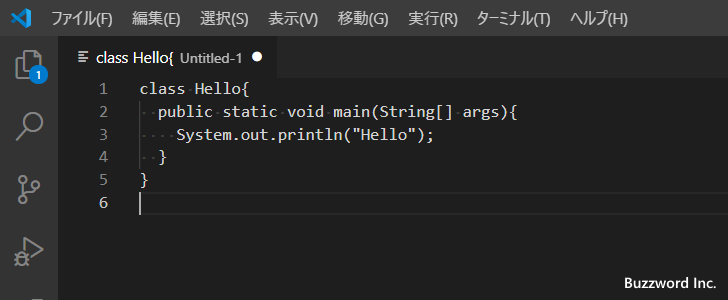 ファイル(F) 編集(E) 選択(S) 表示(V) 移動(G) 実行(R) ターミナル(T) ヘルプ(H)
class Hello{ Untitled-1
1
1 class Hello{
2 public static void main(String[] args){
3 System.out.println("Hello");
4 }
5 }
6
Buzzword Inc.